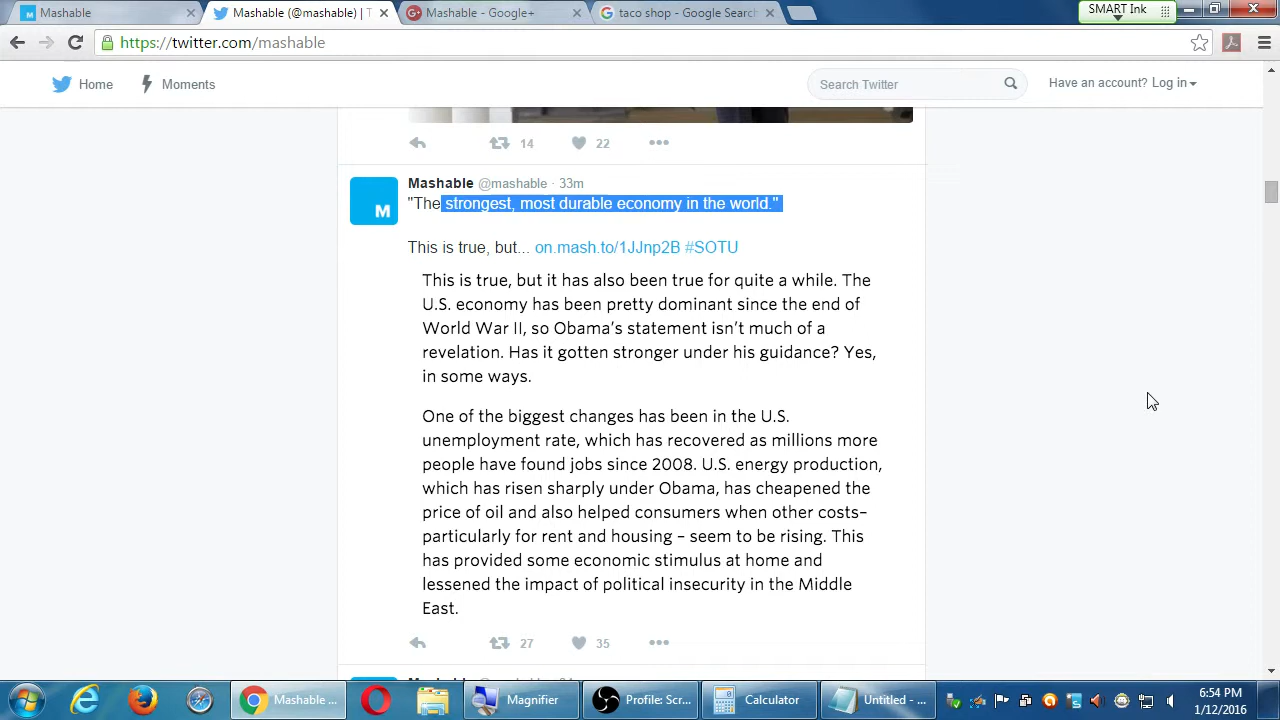 Mashable
Mashable (@mashable) | T
Mashable - Google+
taco shop - Google Search
SMART Ink
https://twitter.com/mashable
Home
Moments
Search Twitter
Have an account? Log in
14
22
Mashable @mashable · 33m
"The strongest, most durable economy in the world."
This is true, but... on.mash.to/1JJnp2B #SOTU
This is true, but it has also been true for quite a while. The
U.S. economy has been pretty dominant since the end of
World War II, so Obama's statement isn't much of a
revelation. Has it gotten stronger under his guidance? Yes,
in some ways.
One of the biggest changes has been in the U.S.
unemployment rate, which has recovered as millions more
people have found jobs since 2008. U.S. energy production,
which has risen sharply under Obama, has cheapened the
price of oil and also helped consumers when other costs–
particularly for rent and housing – seem to be rising. This
has provided some economic stimulus at home and
lessened the impact of political insecurity in the Middle
East.
27
35
Mashable ...
Magnifier
Profile: Scr...
Calculator
Untitled - ...
6:54 PM
1/12/2016
M